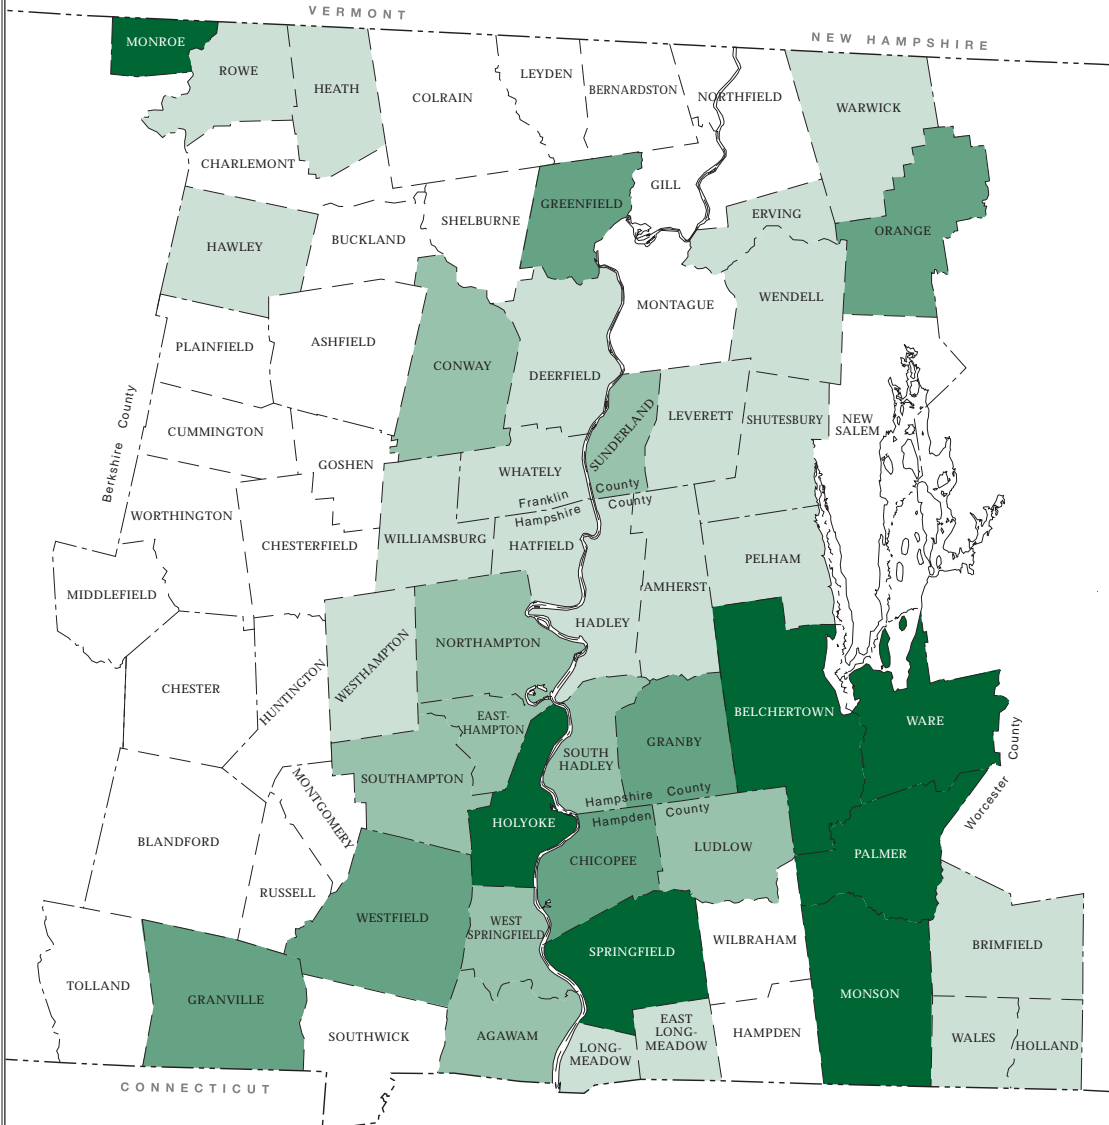 VERMONT
NEW HAMPSHIRE
MONROE
ROWE
HEATH
COLRAIN
LEYDEN
BERNARDSTON
NORTHFIELD
WARWICK
CHARLEMONT
GILL
GREENFIELD
ERVING
ORANGE
SHELBURNE
BUCKLAND
HAWLEY
WENDELL
MONTAGUE
ASHFIELD
PLAINFIELD
CONWAY
DEERFIELD
Berkshire County
CUMMINGTON
GOSHEN
SUNDERLAND
LEVERETT
SHUTESBURY
NEW
SALEM
WHATELY
Franklin County
Hampshire County
WORTHINGTON
CHESTERFIELD
WILLIAMSBURG
HATFIELD
PELHAM
MIDDLEFIELD
AMHERST
HADLEY
NORTHAMPTON
WESTHAMPTON
HUNTINGTON
CHESTER
EAST-
HAMPTON
BELCHERTOWN
WARE
SOUTH
HADLEY
GRANBY
Worcester County
SOUTHAMPTON
MONTGOMERY
Hampshire County
Hampden County
HOLYOKE
BLANDFORD
LUDLOW
PALMER
CHICOPEE
RUSSELL
WESTFIELD
WEST
SPRINGFIELD
SPRINGFIELD
WILBRAHAM
BRIMFIELD
TOLLAND
GRANVILLE
MONSON
EAST
LONG-
MEADOW
SOUTHWICK
AGAWAM
HAMPDEN
WALES
HOLLAND
LONG-
MEADOW
CONNECTICUT